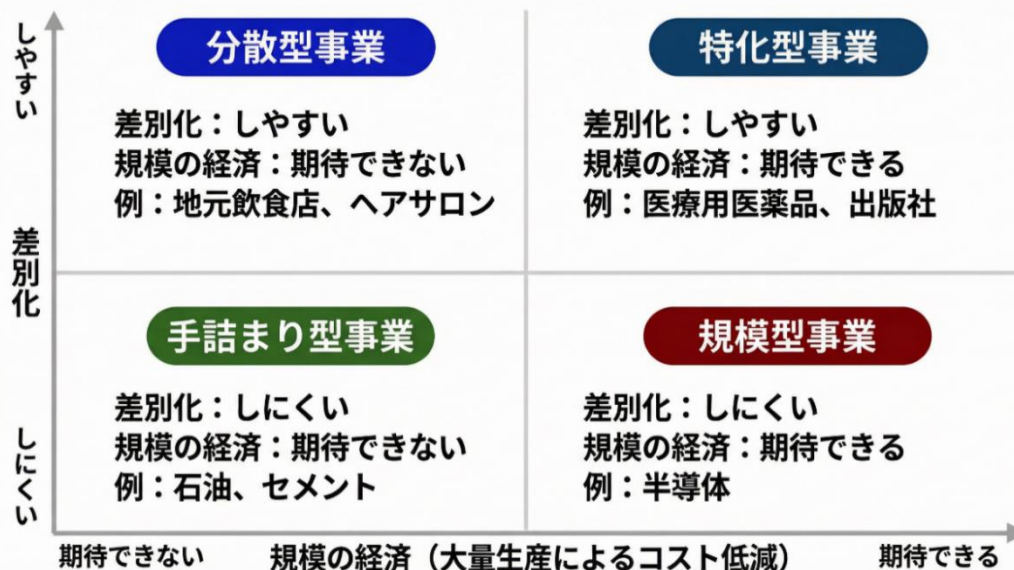 しやすい
分散型事業
差別化：しやすい
規模の経済：期待できない
例：地元飲食店、ヘアサロン
特化型事業
差別化：しやすい
規模の経済：期待できる
例：医療用医薬品、出版社
差別化
手詰まり型事業
差別化：しにくい
規模の経済：期待できない
例：石油、セメント
規模型事業
差別化：しにくい
規模の経済：期待できる
例：半導体
しにくい
期待できない
規模の経済（大量生産によるコスト低減）
期待できる